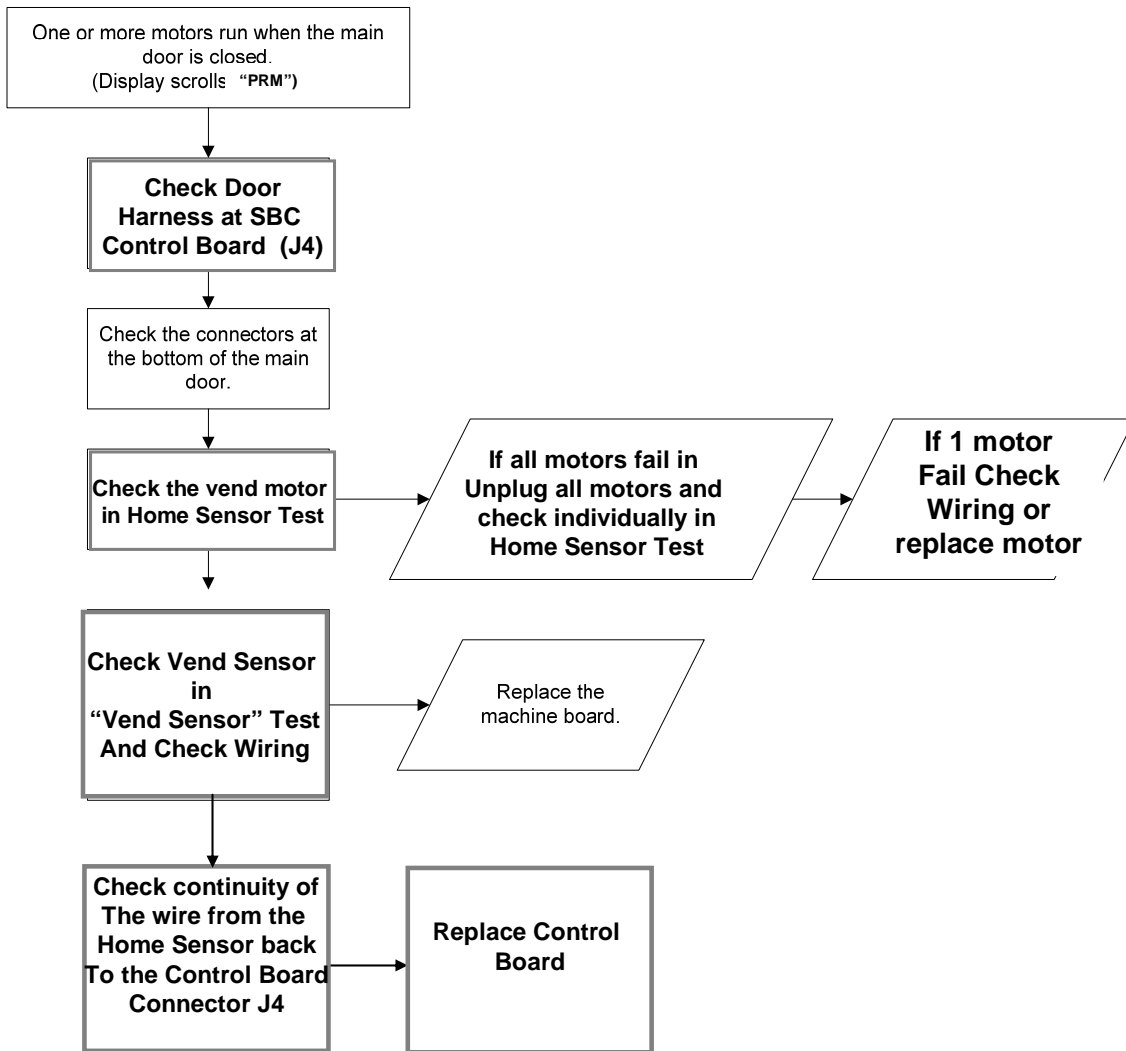 One or more motors run when the main
door is closed.
(Display scrolls “PRM”)
Check Door
Harness at SBC
Control Board (J4)
Check the connectors at
the bottom of the main
door.
Check the vend motor
in Home Sensor Test
If all motors fail in
Unplug all motors and
check individually in
Home Sensor Test
If 1 motor
Fail Check
Wiring or
replace motor
Check Vend Sensor
in
“Vend Sensor” Test
And Check Wiring
Replace the
machine board.
Check continuity of
The wire from the
Home Sensor back
To the Control Board
Connector J4
Replace Control
Board